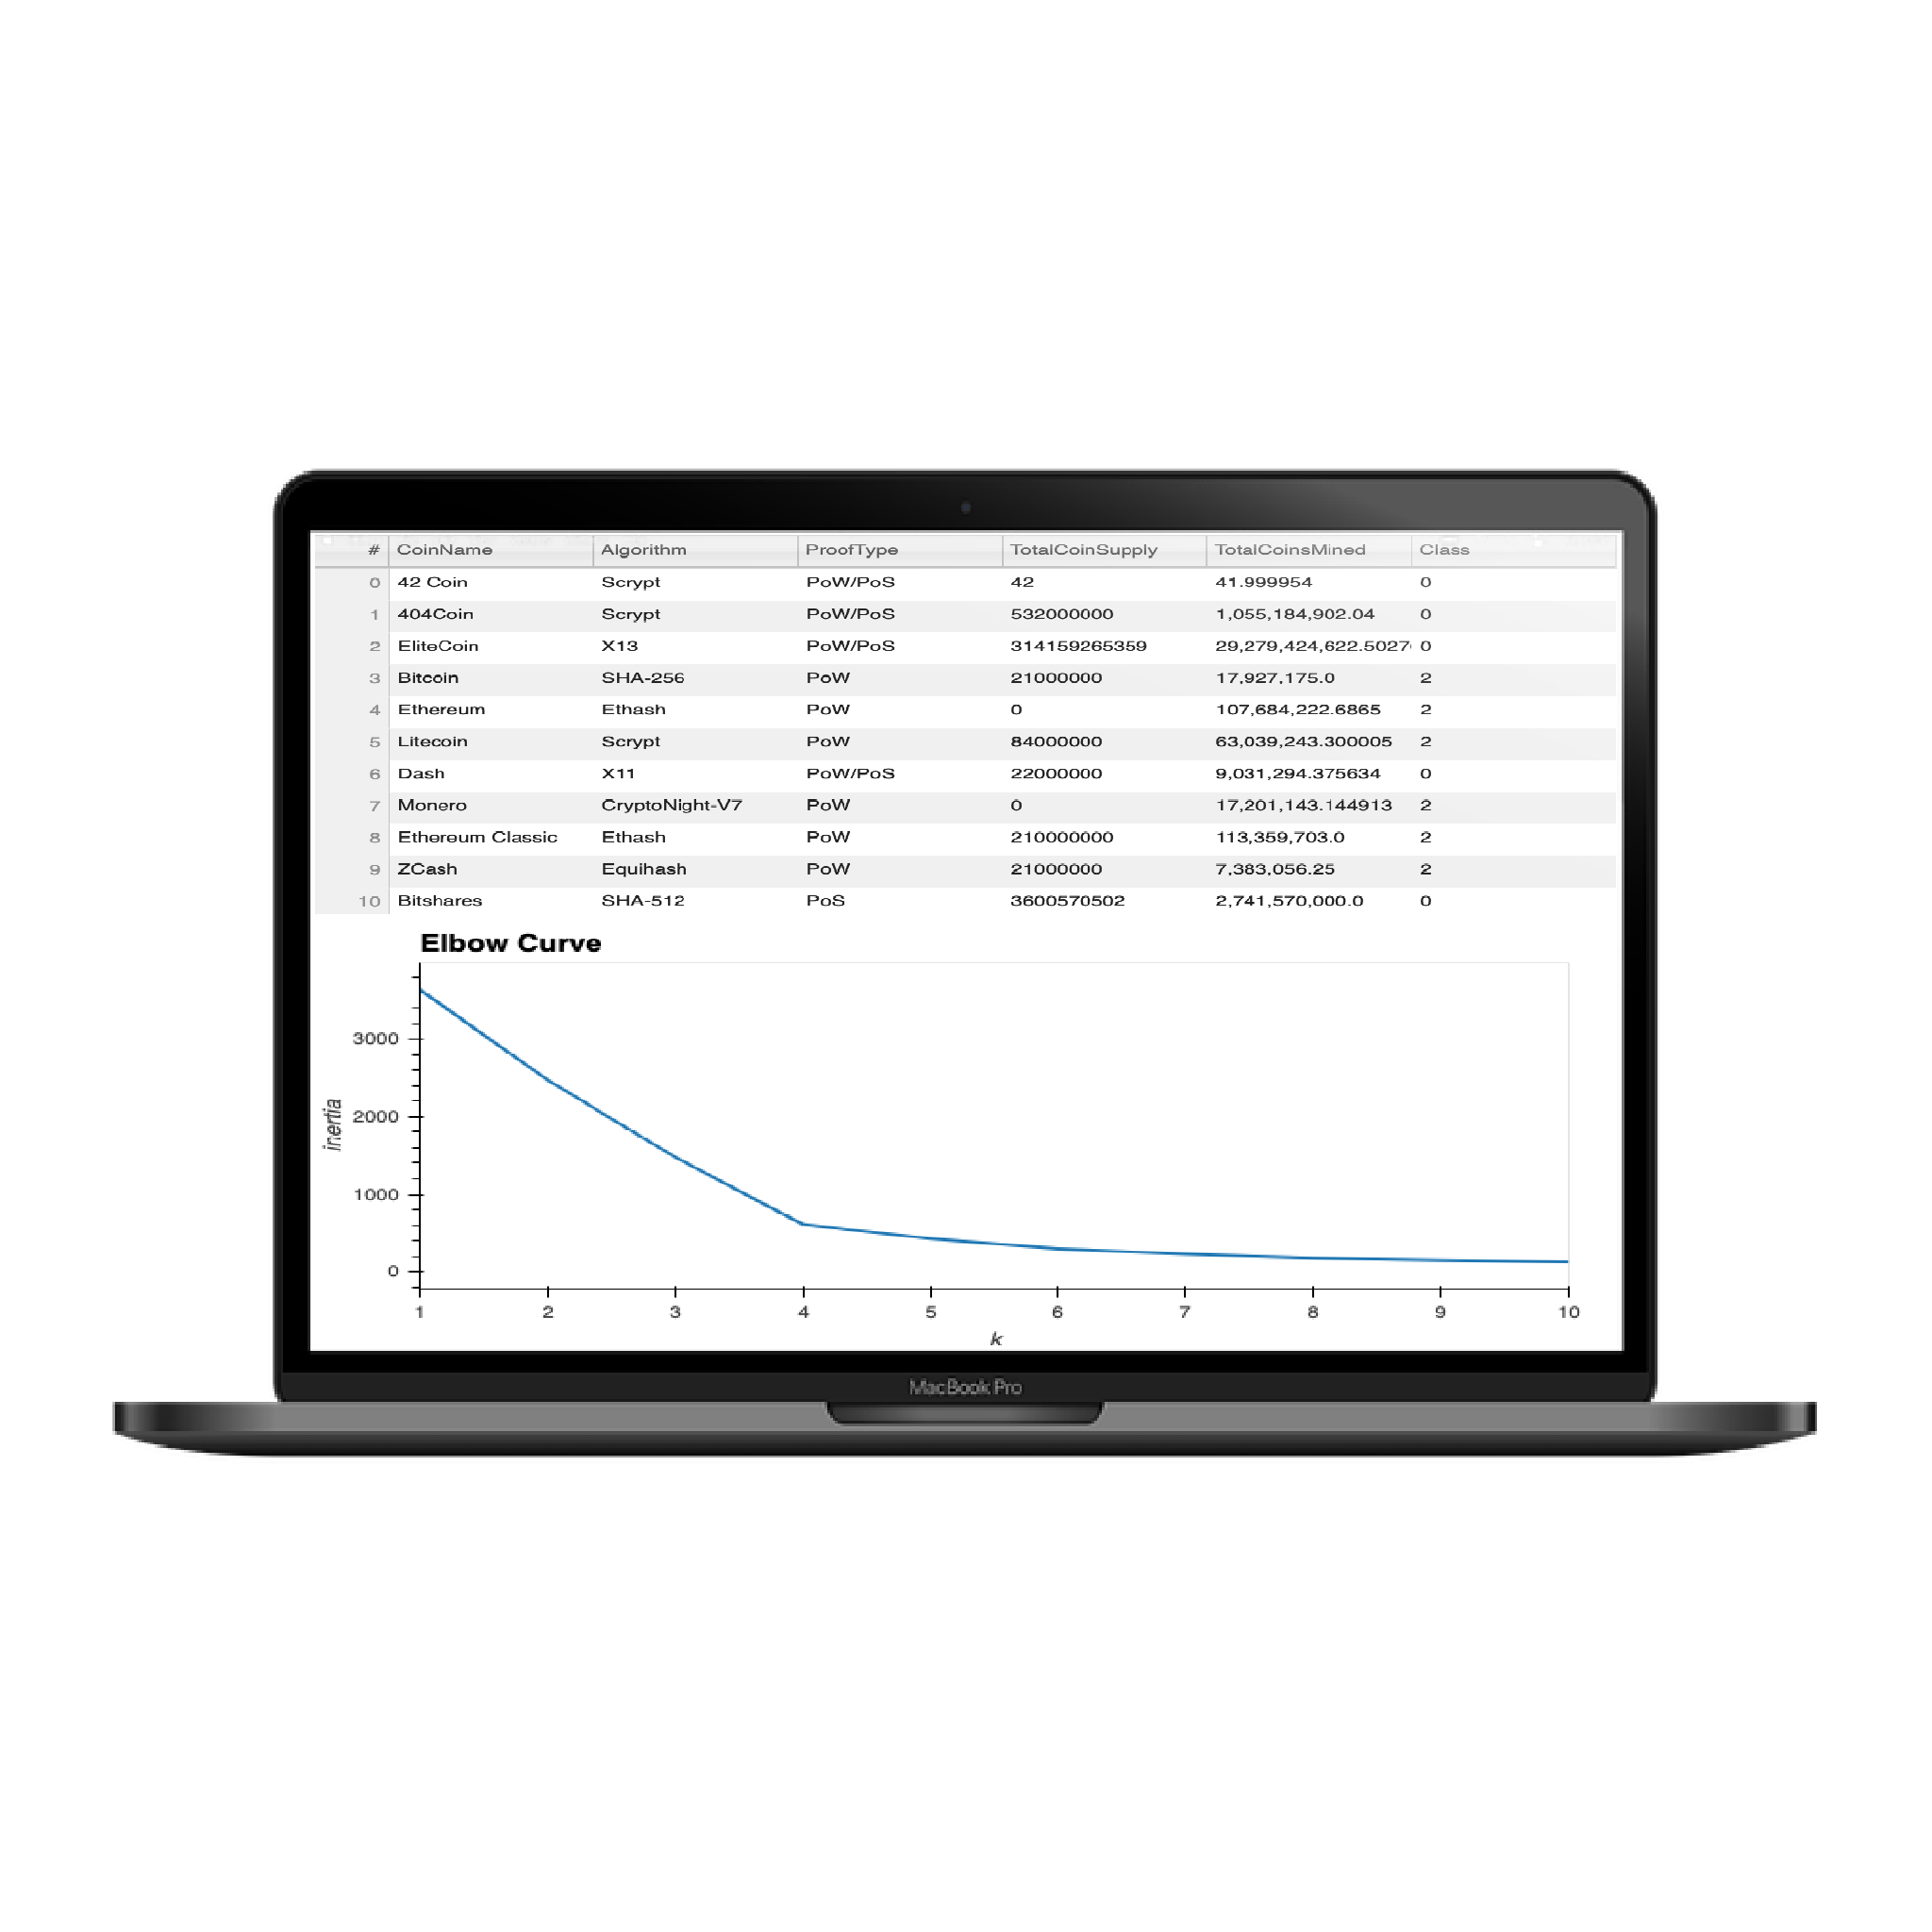 # CoinName Algorithm ProofType TotalCoinSupply TotalCoinsMined Class
0 42 Coin Scrypt PoW/PoS 42 41.999954 0
1 404Coin Scrypt PoW/PoS 532000000 1,055,184,902.04 0
2 EliteCoin X13 PoW/PoS 314159265359 29,279,424,622.5027 0
3 Bitcoin SHA-256 PoW 21000000 17,927,175.0 2
4 Ethereum Ethash PoW 0 107,684,222.6865 2
5 Litecoin Scrypt PoW 84000000 63,039,243.300005 2
6 Dash X11 PoW/PoS 22000000 9,031,294.375634 0
7 Monero CryptoNight-V7 PoW 0 17,201,143.144913 2
8 Ethereum Classic Ethash PoW 210000000 113,359,703.0 2
9 ZCash Equihash PoW 21000000 7,383,056.25 2
10 Bitshares SHA-512 PoS 3600570502 2,741,570,000.0 0
Elbow Curve
3000
2000
1000
0
inertia
1 2 3 4 5 6 7 8 9 10
k
MacBook Pro